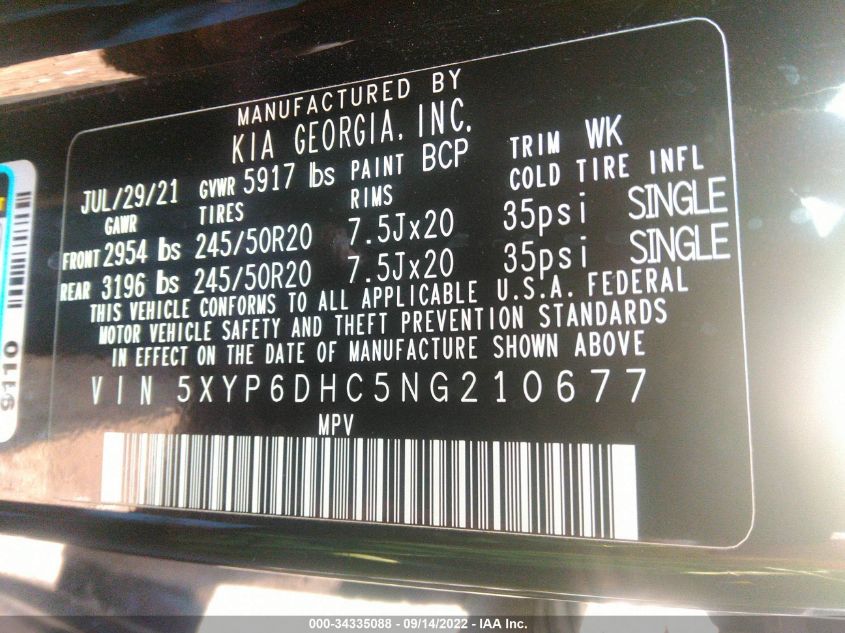 MANUFACTURED BY
KIA GEORGIA, INC.
JUL/29/21 GVWR 5917 lbs PAINT BCP TRIM WK
GAWR TIRES RIMS COLD TIRE INFL
FRONT 2954 lbs 245/50R20 7.5Jx20 35psi SINGLE
REAR 3196 lbs 245/50R20 7.5Jx20 35psi SINGLE
THIS VEHICLE CONFORMS TO ALL APPLICABLE U.S.A. FEDERAL
MOTOR VEHICLE SAFETY AND THEFT PREVENTION STANDARDS
IN EFFECT ON THE DATE OF MANUFACTURE SHOWN ABOVE
VIN 5XYP6DHC5NG210677
MPV
000-34335088 - 09/14/2022 - IAA Inc.